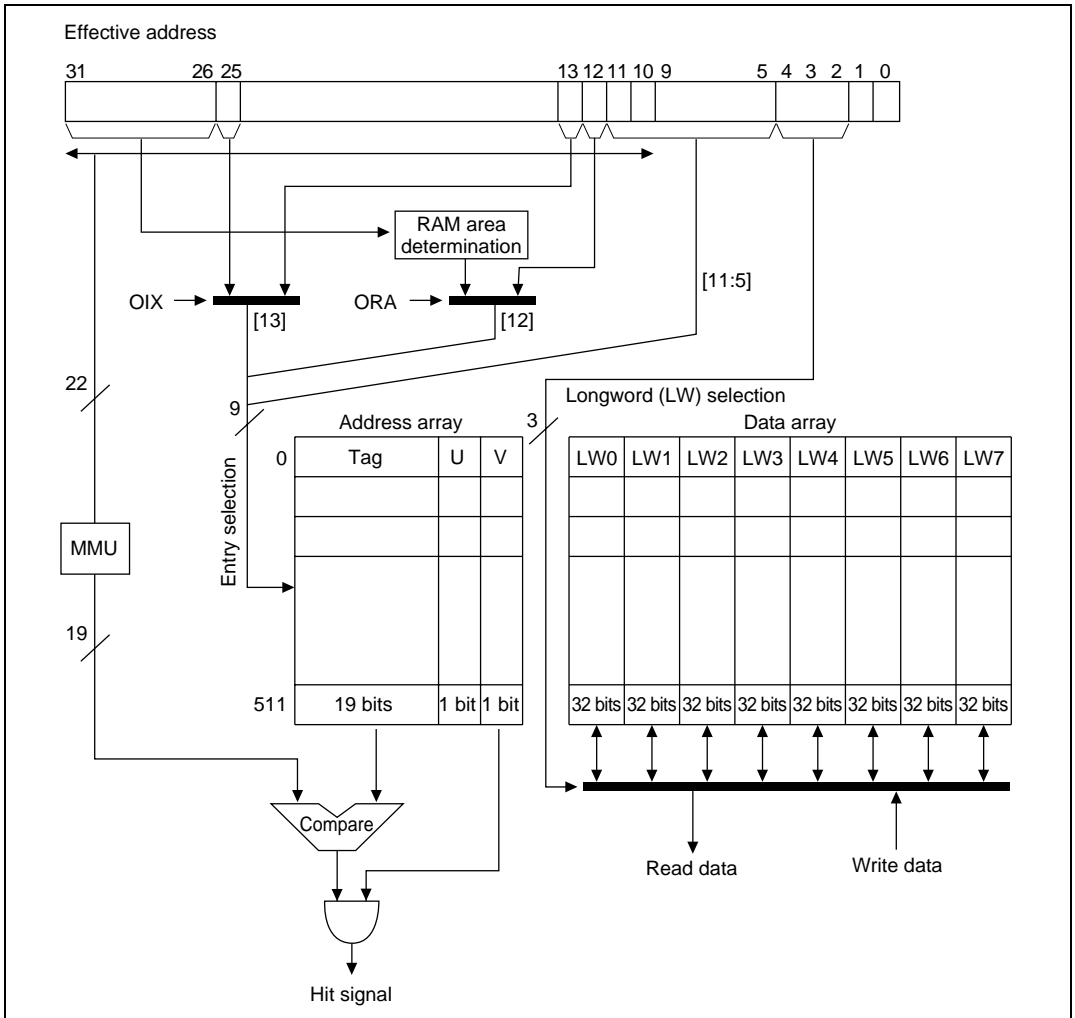 Effective address
31 26 25 13 12 11 10 9 5 4 3 2 1 0
RAM area
determination
[11:5]
OIX
ORA
[13]
[12]
22
Longword (LW) selection
9
3
Address array
Data array
0
Tag U V
LW0 LW1 LW2 LW3 LW4 LW5 LW6 LW7
Entry selection
MMU
19
511
19 bits 1 bit 1 bit
32 bits 32 bits 32 bits 32 bits 32 bits 32 bits 32 bits 32 bits
Compare
Read data
Write data
Hit signal